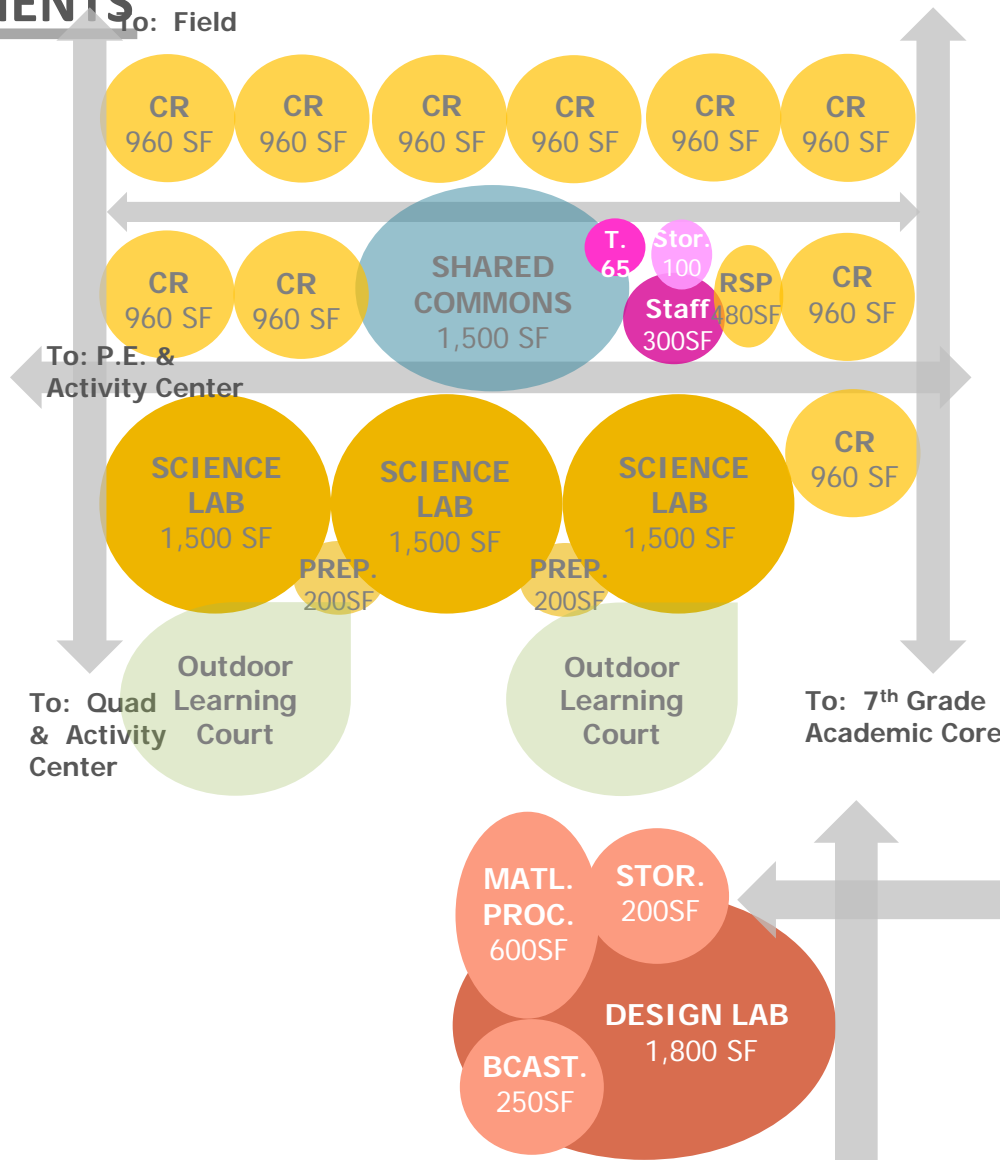 To: Field
CR
960 SF
CR
960 SF
CR
960 SF
CR
960 SF
CR
960 SF
CR
960 SF
CR
960 SF
CR
960 SF
SHARED
COMMONS
1,500 SF
T.
65
Stor.
100
Staff
300SF
RSP
480SF
CR
960 SF
To: P.E. &
Activity Center
SCIENCE
LAB
1,500 SF
SCIENCE
LAB
1,500 SF
SCIENCE
LAB
1,500 SF
CR
960 SF
PREP.
200SF
PREP.
200SF
Outdoor
Learning
Court
Outdoor
Learning
Court
To: Quad
& Activity
Center
To: 7th Grade
Academic Core
MATL.
PROC.
600SF
STOR.
200SF
DESIGN LAB
1,800 SF
BCAST.
250SF